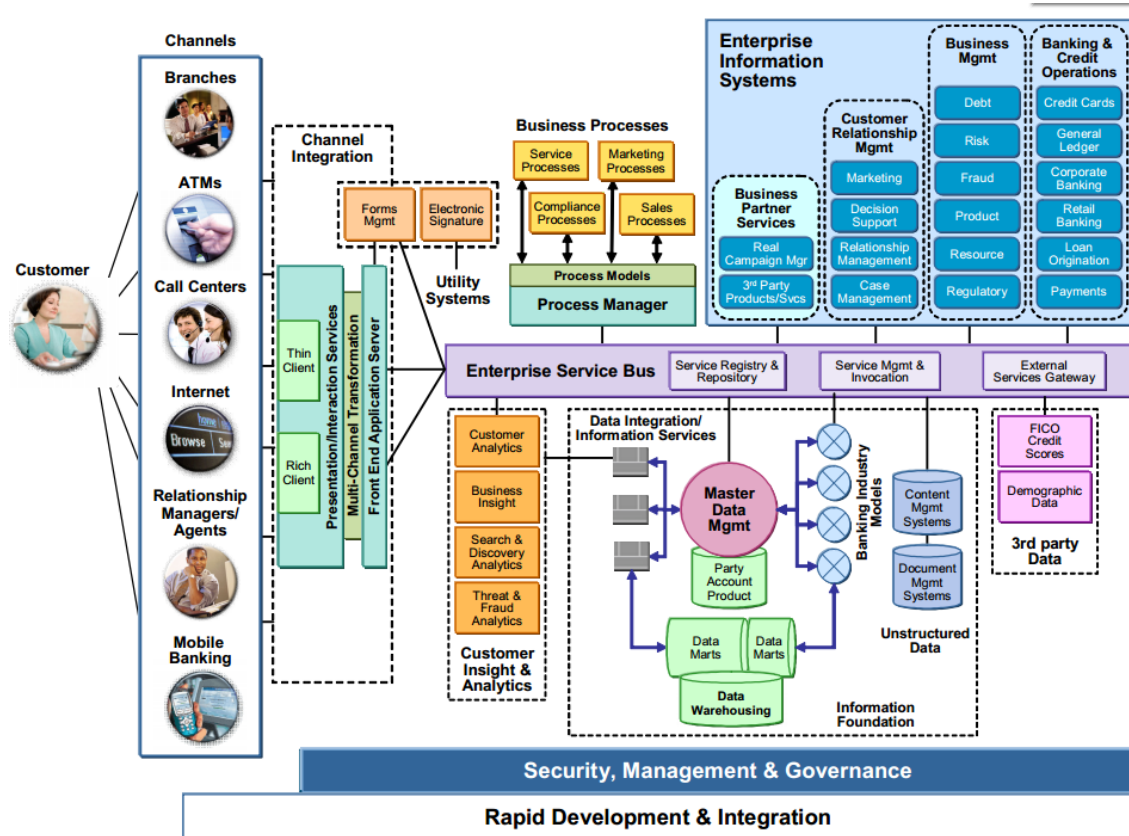 Channels
Customer
Branches
ATMs
Call Centers
Internet
Browse
Relationship
Managers/
Agents
Mobile
Banking
Channel
Integration
Thin
Client
Rich
Client
Presentation/Interaction Services
Multi-Channel Transformation
Front End Application Server
Forms
Mgmt
Electronic
Signature
Utility
Systems
Business Processes
Service
Processes
Marketing
Processes
Compliance
Processes
Sales
Processes
Process Models
Process Manager
Enterprise
Information
Systems
Business Partner
Services
Real
Campaign Mgr
3rd Party
Products/Svcs
Customer
Relationship
Mgmt
Marketing
Decision
Support
Relationship
Management
Case
Management
Business
Mgmt
Debt
Risk
Fraud
Product
Resource
Regulatory
Banking &
Credit
Operations
Credit Cards
General
Ledger
Corporate
Banking
Retail
Banking
Loan
Origination
Payments
Enterprise Service Bus
Service Registry &
Repository
Service Mgmt &
Invocation
External
Services Gateway
Customer
Analytics
Business
Insight
Search &
Discovery
Analytics
Threat &
Fraud
Analytics
Customer
Insight &
Analytics
Data Integration/
Information Services
Master
Data
Mgmt
Party
Account
Product
Banking Industry
Models
Data
Marts
Data
Marts
Data
Warehousing
Content
Mgmt
Systems
Document
Mgmt
Systems
Unstructured
Data
Information
Foundation
FICO
Credit
Scores
Demographic
Data
3rd party
Data
Security, Management & Governance
Rapid Development & Integration